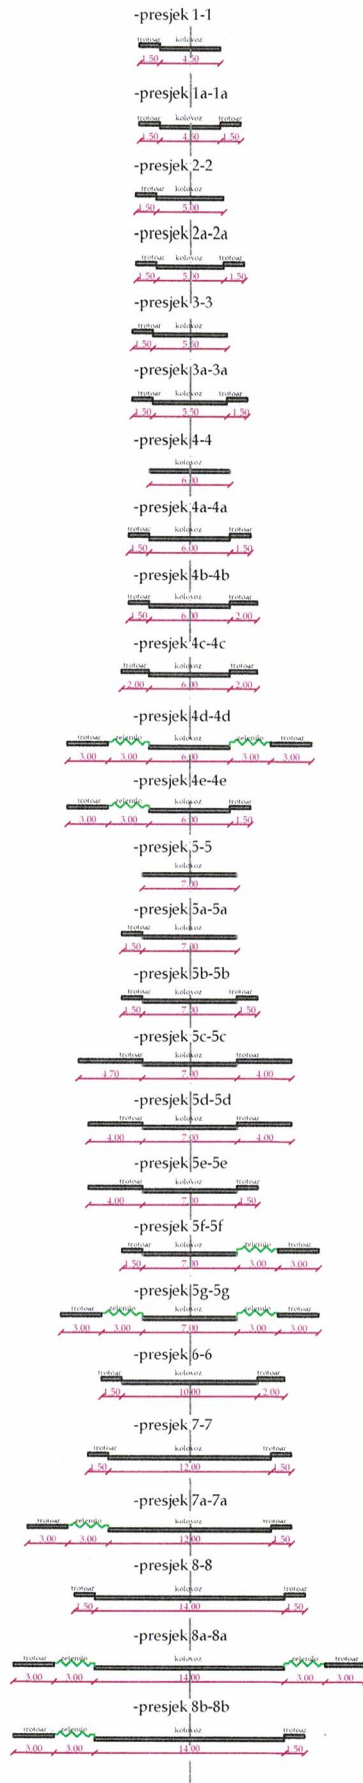 -presjek 1-1
trotoar kolovoz
1.50 4.50
-presjek 1a-1a
trotoar kolovoz trotoar
1.50 4.50 1.50
-presjek 2-2
trotoar kolovoz
1.50 5.00
-presjek 2a-2a
trotoar kolovoz trotoar
1.50 5.00 1.50
-presjek 3-3
trotoar kolovoz
1.50 5.50
-presjek 3a-3a
trotoar kolovoz trotoar
1.50 5.50 1.50
-presjek 4-4
kolovoz
6.00
-presjek 4a-4a
trotoar kolovoz trotoar
1.50 6.00 1.50
-presjek 4b-4b
trotoar kolovoz trotoar
1.50 6.00 2.00
-presjek 4c-4c
trotoar kolovoz trotoar
2.00 6.00 2.00
-presjek 4d-4d
trotoar zelenilo kolovoz zelenilo trotoar
3.00 3.00 6.00 3.00 3.00
-presjek 4e-4e
trotoar zelenilo kolovoz trotoar
3.00 3.00 6.00 1.50
-presjek 5-5
kolovoz
7.00
-presjek 5a-5a
trotoar kolovoz
1.50 7.00
-presjek 5b-5b
trotoar kolovoz trotoar
1.50 7.00 1.50
-presjek 5c-5c
trotoar kolovoz trotoar
4.70 7.00 4.00
-presjek 5d-5d
trotoar kolovoz trotoar
4.00 7.00 4.00
-presjek 5e-5e
trotoar kolovoz trotoar
4.00 7.00 1.50
-presjek 5f-5f
trotoar kolovoz zelenilo trotoar
1.50 7.00 3.00 3.00
-presjek 5g-5g
trotoar zelenilo kolovoz zelenilo trotoar
3.00 3.00 7.00 3.00 3.00
-presjek 6-6
trotoar kolovoz trotoar
1.50 10.00 2.00
-presjek 7-7
trotoar kolovoz trotoar
1.50 12.00 1.50
-presjek 7a-7a
trotoar zelenilo kolovoz trotoar
3.00 3.00 12.00 1.50
-presjek 8-8
trotoar kolovoz trotoar
1.50 14.00 1.50
-presjek 8a-8a
trotoar zelenilo kolovoz zelenilo trotoar
3.00 3.00 14.00 3.00 3.00
-presjek 8b-8b
trotoar zelenilo kolovoz trotoar
3.00 3.00 14.00 1.50